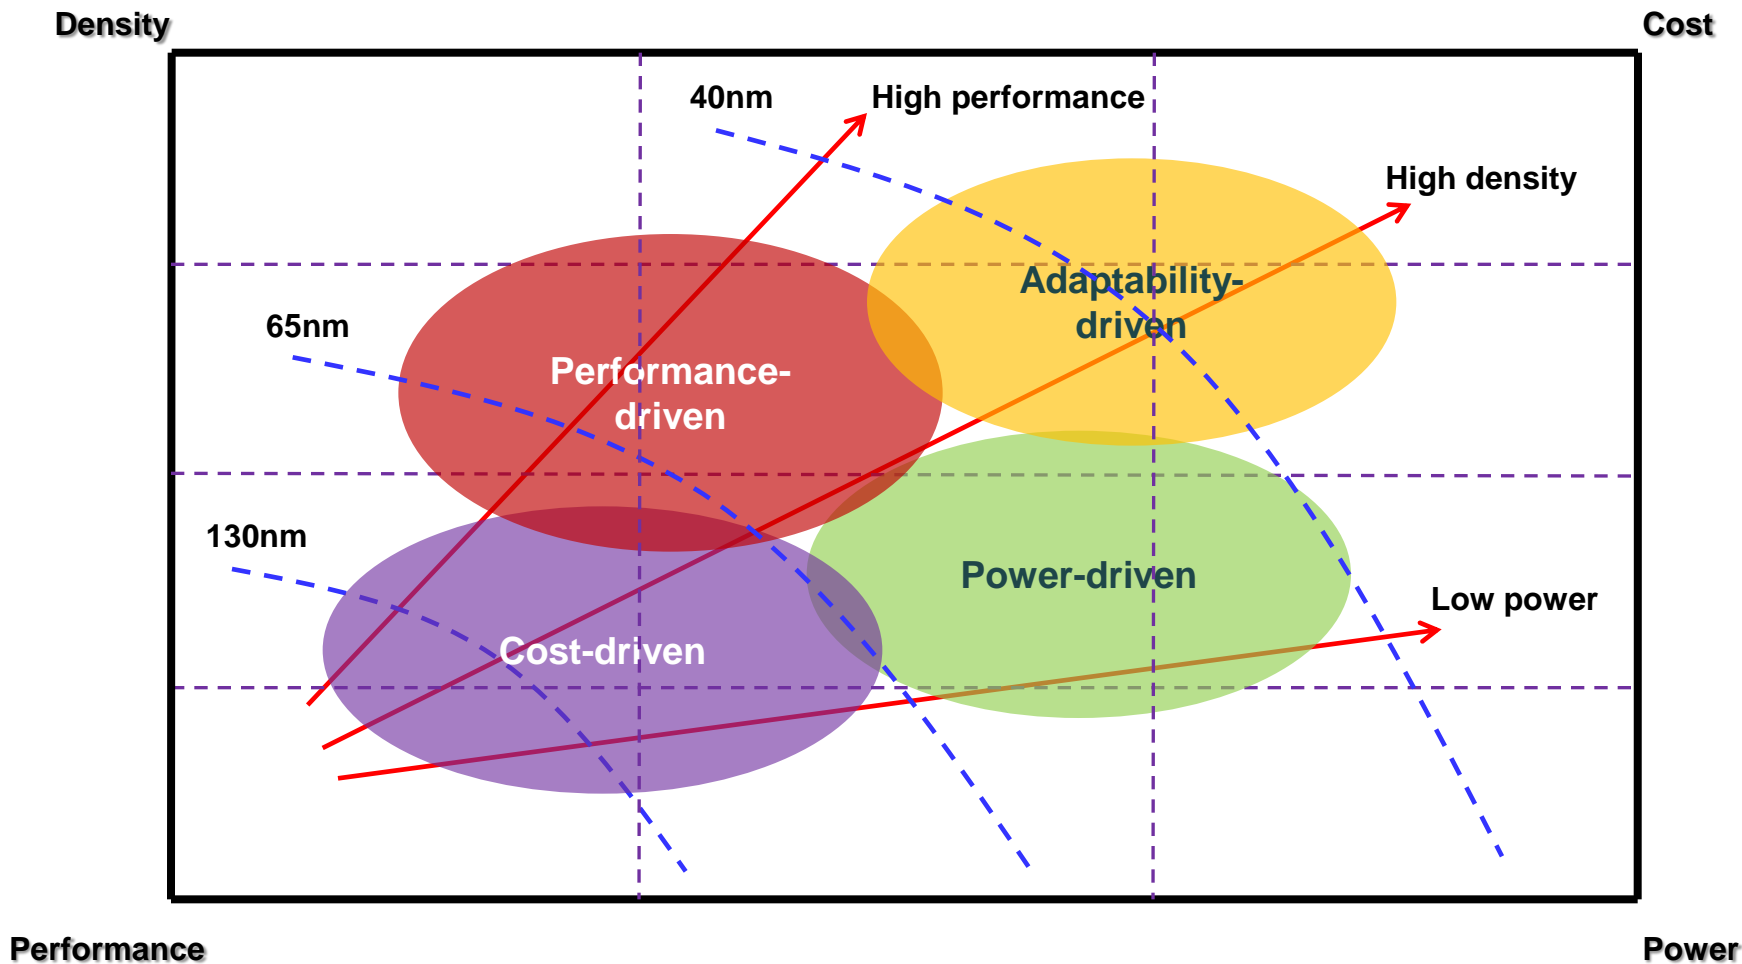 Density
Cost
40nm
High performance
High density
Adaptability-
driven
65nm
Performance-
driven
130nm
Power-driven
Low power
Cost-driven
Performance
Power